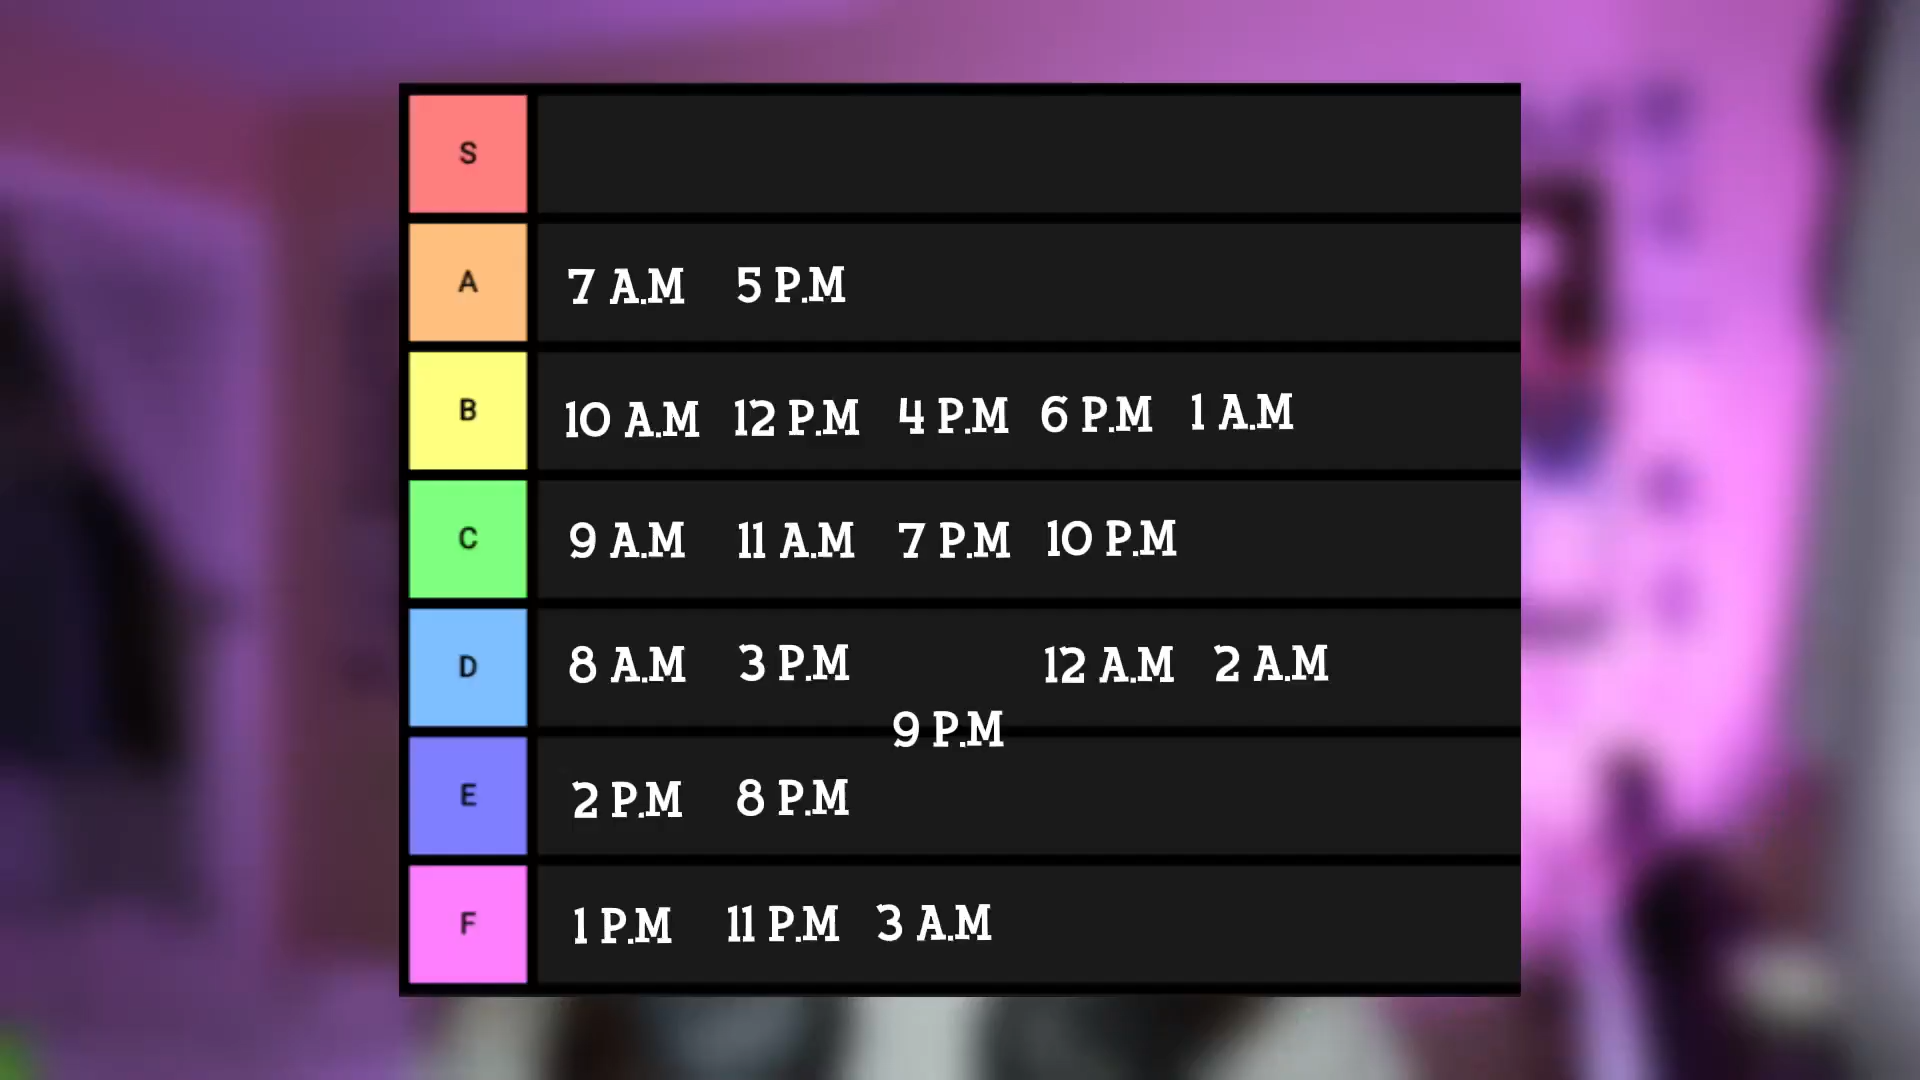 S
A 7 A.M 5 P.M
B 10 A.M 12 P.M 4 P.M 6 P.M 1 A.M
C 9 A.M 11 A.M 7 P.M 10 P.M
D 8 A.M 3 P.M 12 A.M 2 A.M
9 P.M
E 2 P.M 8 P.M
F 1 P.M 11 P.M 3 A.M